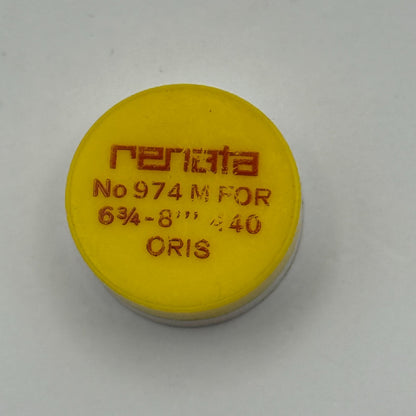 renata
No 974 M FOR
6¾-8''' 440
ORIS